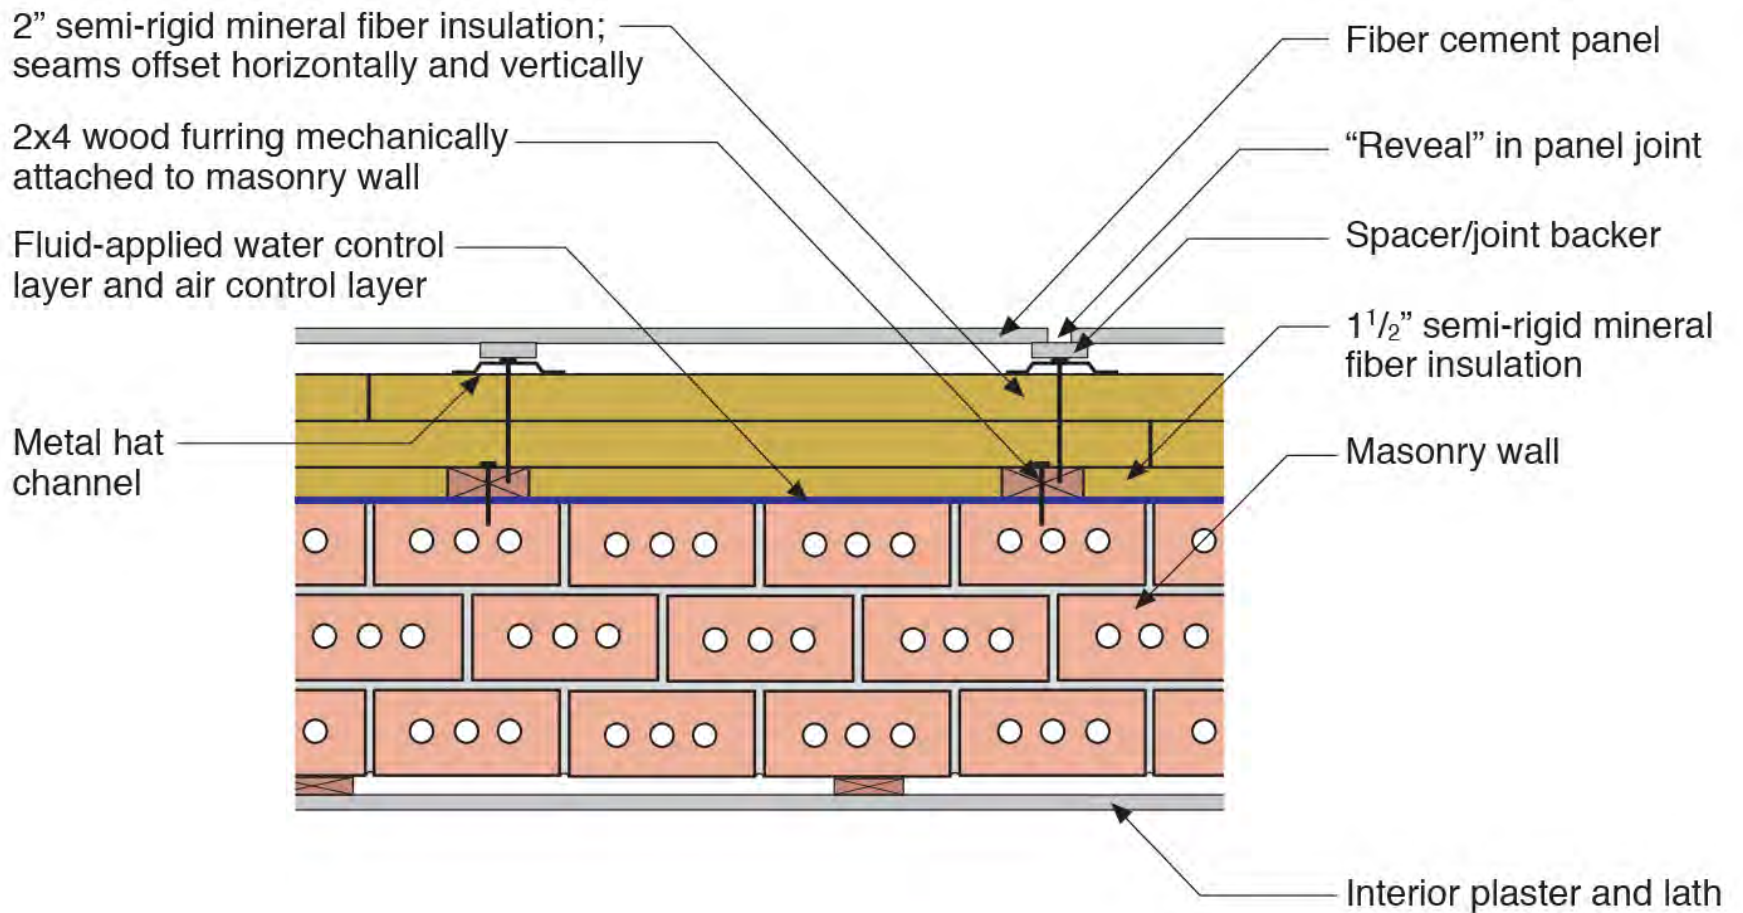 2” semi-rigid mineral fiber insulation;
seams offset horizontally and vertically
2x4 wood furring mechanically
attached to masonry wall
Fluid-applied water control
layer and air control layer
Metal hat
channel
Fiber cement panel
“Reveal” in panel joint
Spacer/joint backer
1 1/2” semi-rigid mineral
fiber insulation
Masonry wall
Interior plaster and lath